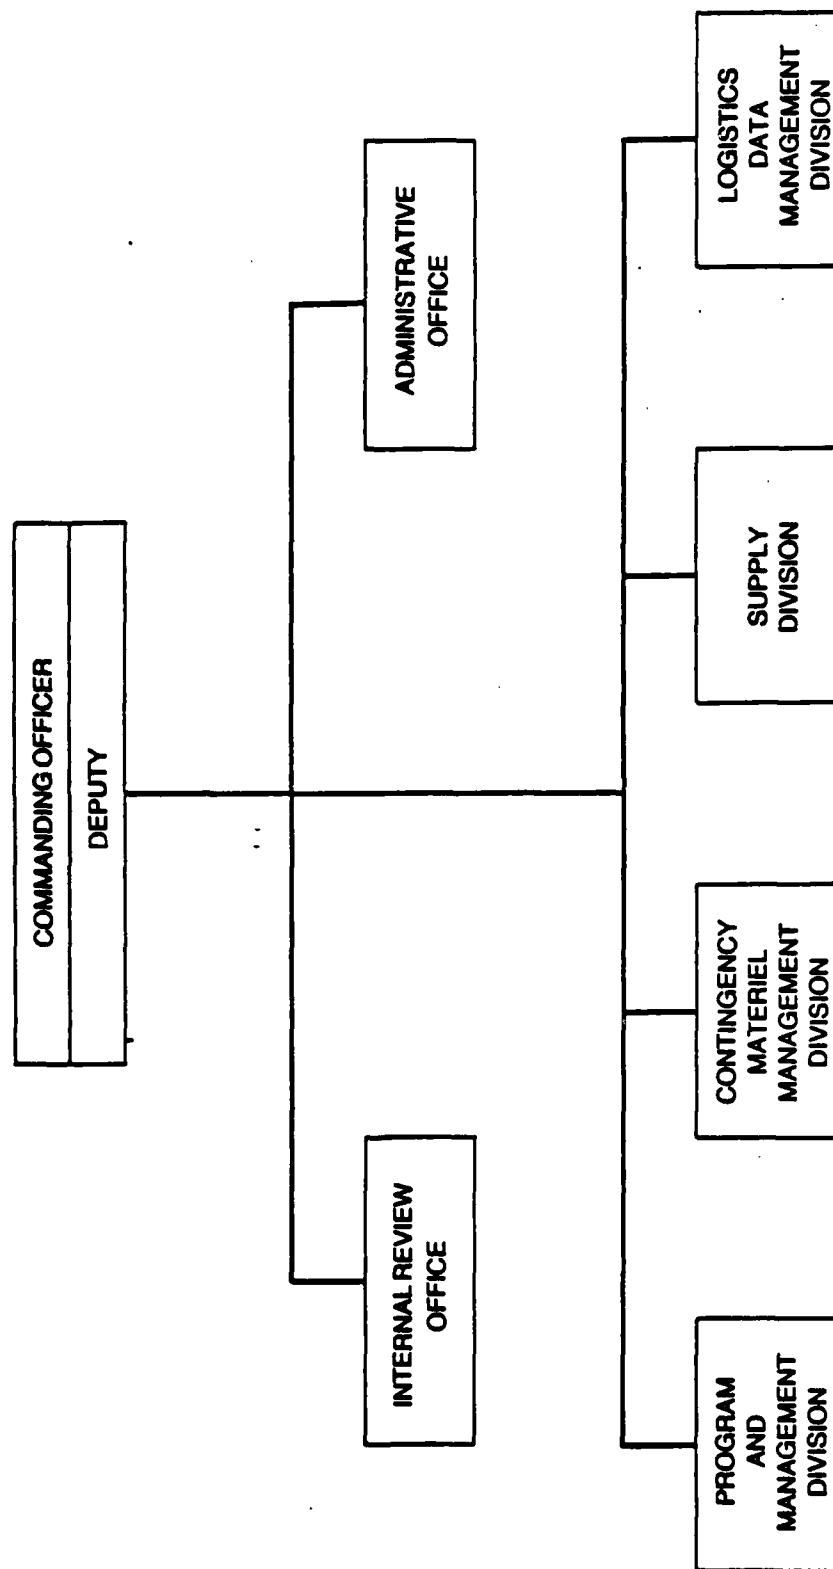 COMMANDING OFFICER
DEPUTY
INTERNAL REVIEW
OFFICE
ADMINISTRATIVE
OFFICE
PROGRAM
AND
MANAGEMENT
DIVISION
CONTINGENCY
MATERIEL
MANAGEMENT
DIVISION
SUPPLY
DIVISION
LOGISTICS
DATA
MANAGEMENT
DIVISION